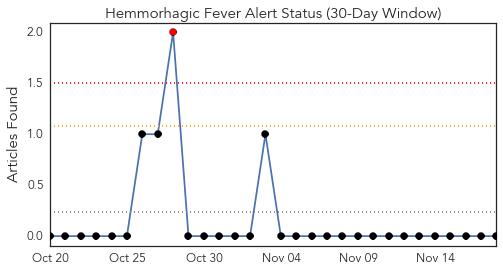 Hemmorhagic Fever Alert Status (30-Day Window)
Articles Found
2.0
1.5
1.0
0.5
0.0
Oct 20 Oct 25 Oct 30 Nov 04 Nov 09 Nov 14